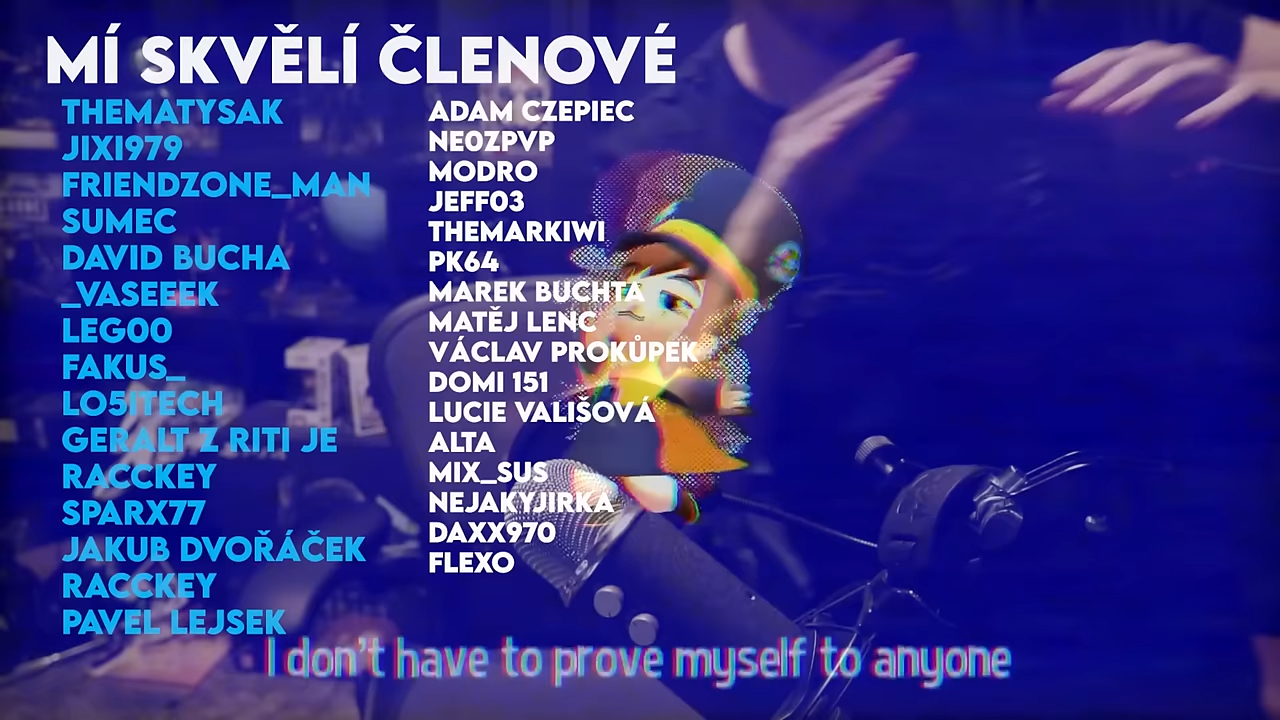 MÍ SKVĚLÍ ČLENOVÉ
THEMATYSAK
JIXI979
FRIENDZONE_MAN
SUMEC
DAVID BUCHA
_VASEEEK
LEG00
FAKUS_
LO5ITECH
GERALT Z RITI JE
RACCKEY
SPARX77
JAKUB DVOŘÁČEK
RACCKEY
PAVEL LEJSEK
ADAM CZEPIEC
NE0ZPVP
MODRO
JEFF03
THEMARKIWI
PK64
MAREK BUCHTA
MATĚJ LENC
VÁCLAV PROKŮPEK
DOMI 151
LUCIE VALIŠOVÁ
ALTA
MIX_SUS
NEJAKYJIRKA
DAXX970
FLEXO
I don't have to prove myself to anyone